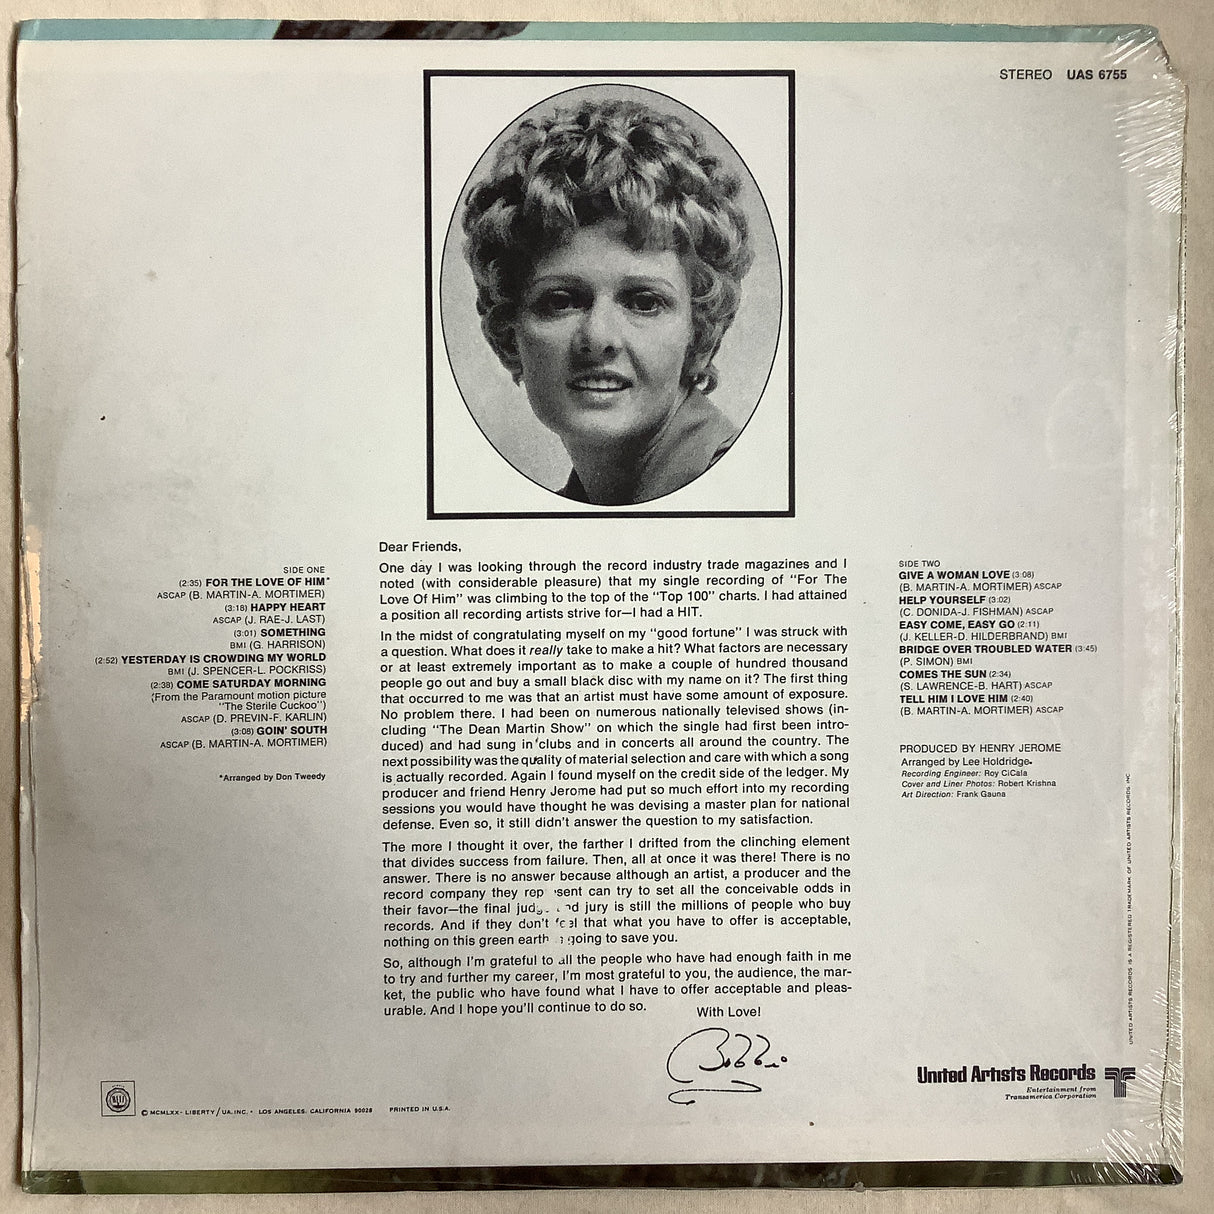 STEREO UAS 6755
Dear Friends,
One day I was looking through the record industry trade magazines and I
noted (with considerable pleasure) that my single recording of "For The
Love Of Him" was climbing to the top of the "Top 100" charts. I had attained
a position all recording artists strive for—I had a HIT.
In the midst of congratulating myself on my "good fortune" I was struck with
a question. What does it really take to make a hit? What factors are necessary
or at least extremely important as to make a couple of hundred thousand
people go out and buy a small black disc with my name on it? The first thing
that occurred to me was that an artist must have some amount of exposure.
No problem there. I had been on numerous nationally televised shows (in-
cluding "The Dean Martin Show" on which the single had first been intro-
duced) and had sung in clubs and in concerts all around the country. The
next possibility was the quality of material selection and care with which a song
is actually recorded. Again I found myself on the credit side of the ledger. My
producer and friend Henry Jerome had put so much effort into my recording
sessions you would have thought he was devising a master plan for national
defense. Even so, it still didn't answer the question to my satisfaction.
The more I thought it over, the farther I drifted from the clinching element
that divides success from failure. Then, all at once it was there! There is no
answer. There is no answer because although an artist, a producer and the
record company they represent can try to set all the conceivable odds in
their favor—the final judge and jury is still the millions of people who buy
records. And if they don't feel that what you have to offer is acceptable,
nothing on this green earth is going to save you.
So, although I'm grateful to all the people who have had enough faith in me
to try and further my career, I'm most grateful to you, the audience, the mar-
ket, the public who have found what I have to offer acceptable and pleas-
urable. And I hope you'll continue to do so.
With Love!
Bobbie
SIDE ONE
(2:35) FOR THE LOVE OF HIM*
ASCAP (B. MARTIN-A. MORTIMER)
(3:18) HAPPY HEART
ASCAP (J. RAE-J. LAST)
(3:01) SOMETHING
BMI (G. HARRISON)
(2:52) YESTERDAY IS CROWDING MY WORLD
BMI (J. SPENCER-L. POCKRISS)
(2:38) COME SATURDAY MORNING
(From the Paramount motion picture
"The Sterile Cuckoo")
ASCAP (D. PREVIN-F. KARLIN)
(3:08) GOIN' SOUTH
ASCAP (B. MARTIN-A. MORTIMER)
*Arranged by Don Tweedy
SIDE TWO
GIVE A WOMAN LOVE (3:08)
(B. MARTIN-A. MORTIMER) ASCAP
HELP YOURSELF (3:02)
(C. DONIDA-J. FISHMAN) ASCAP
EASY COME, EASY GO (2:11)
(J. KELLER-D. HILDERBRAND) BMI
BRIDGE OVER TROUBLED WATER (3:45)
(P. SIMON) BMI
COMES THE SUN (2:34)
(S. LAWRENCE-B. HART) ASCAP
TELL HIM I LOVE HIM (2:40)
(B. MARTIN-A. MORTIMER) ASCAP
PRODUCED BY HENRY JEROME
Arranged by Lee Holdridge
Recording Engineer: Roy CiCala
Cover and Liner Photos: Robert Krishna
Art Direction: Frank Gauna
UNITED ARTISTS RECORDS IS A REGISTERED TRADEMARK OF UNITED ARTISTS RECORDS INC.
United Artists Records
Entertainment from
Transamerica Corporation
© MCMLXX • LIBERTY/UA, INC. • LOS ANGELES, CALIFORNIA 90028 PRINTED IN U.S.A.